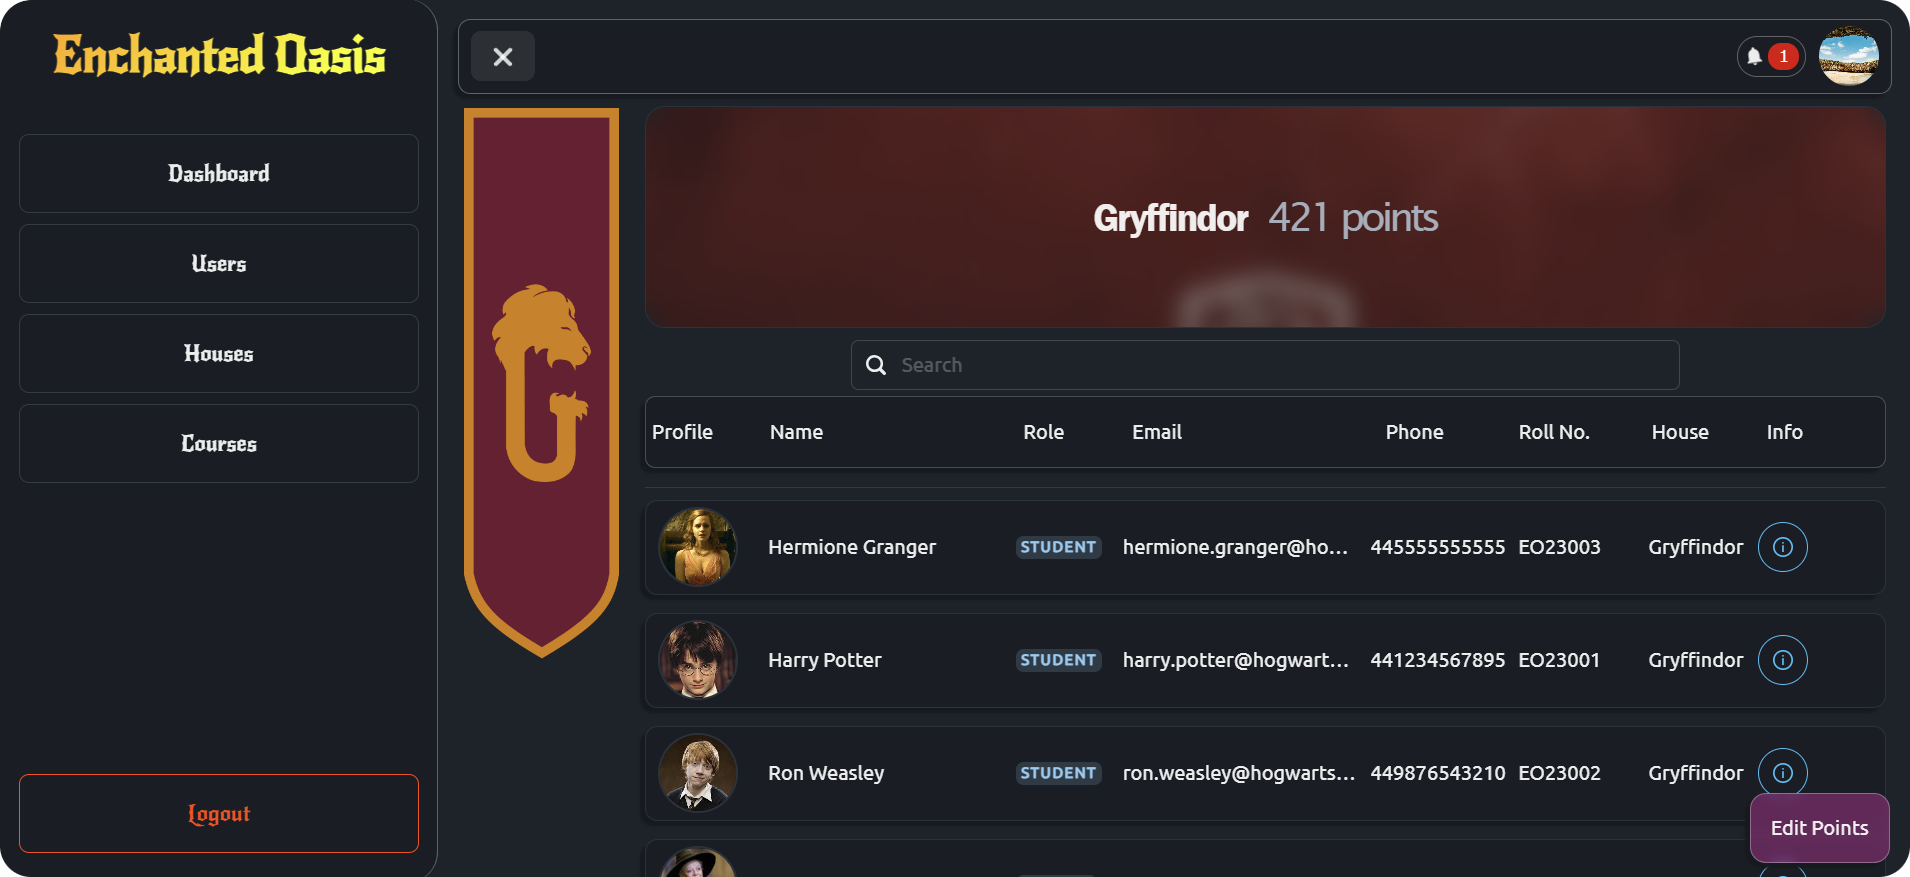 Enchanted Oasis
1
Dashboard
Users
Houses
Courses
Logout
Gryffindor 421 points
Search
Profile Name Role Email Phone Roll No. House Info
Hermione Granger STUDENT hermione.granger@ho... 445555555555 EO23003 Gryffindor
Harry Potter STUDENT harry.potter@hogwart... 441234567895 EO23001 Gryffindor
Ron Weasley STUDENT ron.weasley@hogwarts... 449876543210 EO23002 Gryffindor
Edit Points